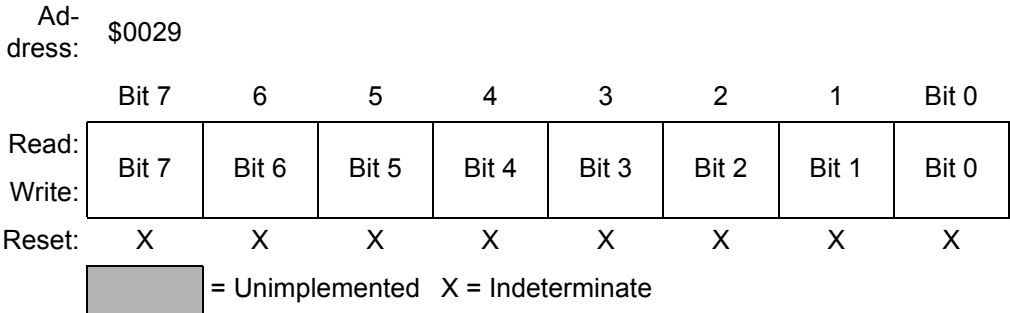 Ad-
dress: $0029
Bit 7 6 5 4 3 2 1 Bit 0
Read:
Bit 7 Bit 6 Bit 5 Bit 4 Bit 3 Bit 2 Bit 1 Bit 0
Write:
Reset: X X X X X X X X
= Unimplemented X = Indeterminate